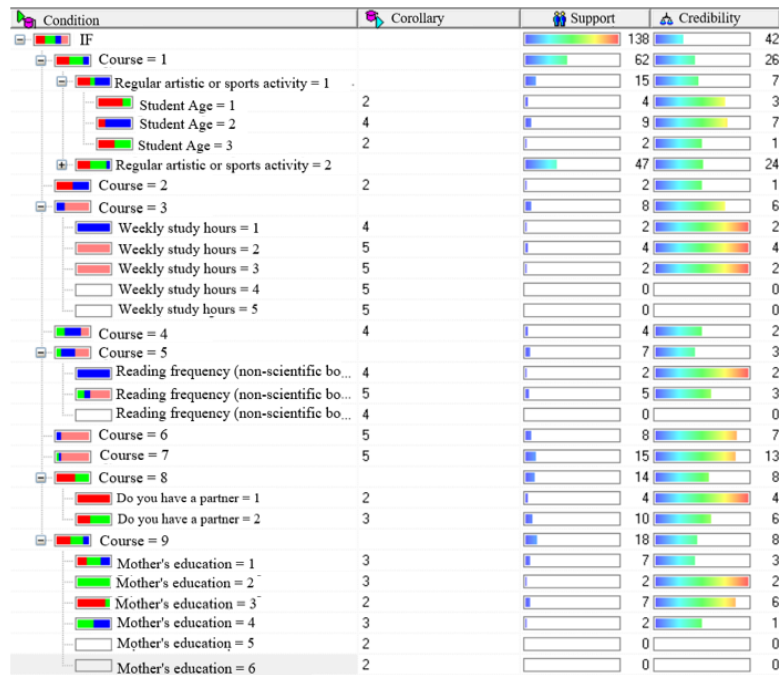 Condition Corollary Support Credibility
IF 138 42
Course = 1 62 26
Regular artistic or sports activity = 1 15 7
Student Age = 1 2 4 3
Student Age = 2 4 9 7
Student Age = 3 2 2 1
Regular artistic or sports activity = 2 47 24
Course = 2 2 2 1
Course = 3 8 6
Weekly study hours = 1 4 2 2
Weekly study hours = 2 5 4 4
Weekly study hours = 3 5 2 2
Weekly study hours = 4 5 0 0
Weekly study hours = 5 5 0 0
Course = 4 4 4 2
Course = 5 7 3
Reading frequency (non-scientific bo... 4 2 2
Reading frequency (non-scientific bo... 5 5 3
Reading frequency (non-scientific bo... 4 0 0
Course = 6 5 8 7
Course = 7 5 15 13
Course = 8 14 8
Do you have a partner = 1 2 4 4
Do you have a partner = 2 3 10 6
Course = 9 18 8
Mother's education = 1 3 7 3
Mother's education = 2 3 2 2
Mother's education = 3 2 7 6
Mother's education = 4 3 2 1
Mother's education = 5 2 0 0
Mother's education = 6 2 0 0